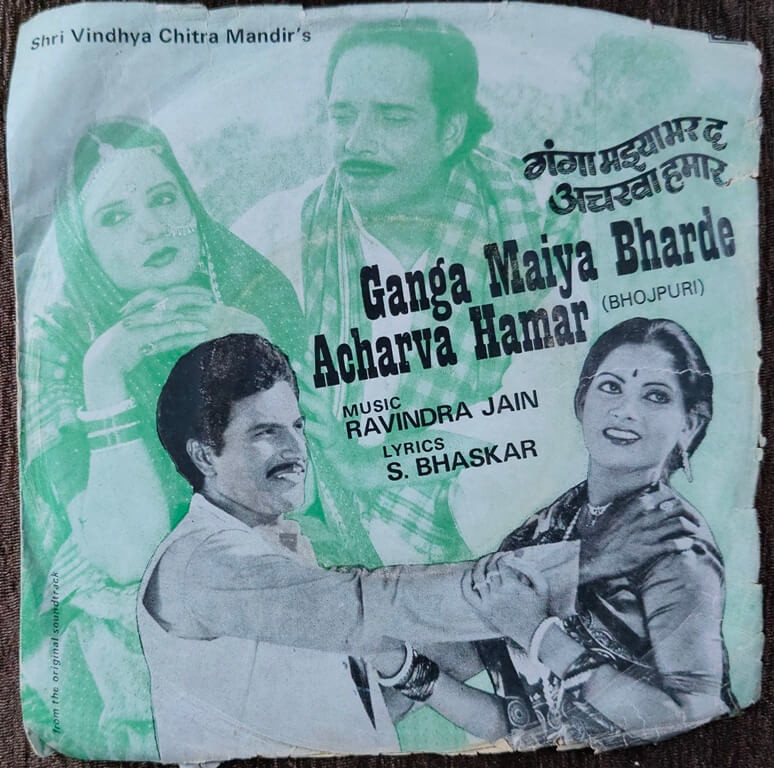 Shri Vindhya Chitra Mandir's
गंगा मइया भर द
अचरवा हमार
Ganga Maiya Bharde
Acharva Hamar
(BHOJPURI)
MUSIC
RAVINDRA JAIN
LYRICS
S. BHASKAR
from the original soundtrack